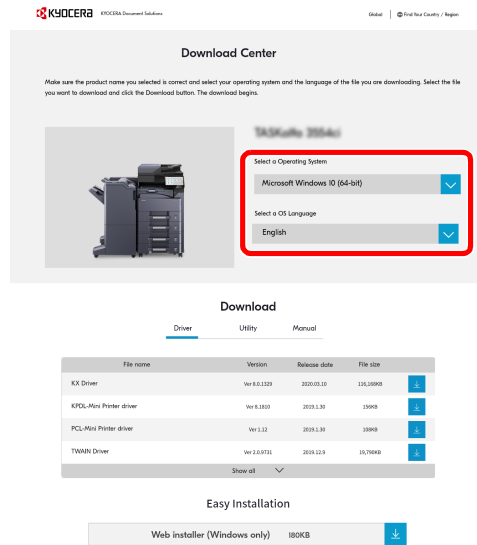 KYOCERA KYOCERA Document Solutions Global Find Your Country / Region
Download Center
Make sure the product name you selected is correct and select your operating system and the language of the file you are downloading. Select the file
you want to download and click the Download button. The download begins.
Select a Operating System
Microsoft Windows 10 (64-bit)
Select a OS Language
English
Download
Driver Utility Manual
File name Version Release date File size
KX Driver Ver 8.0.1329 2020.03.10 116,168KB
KPDL-Mini Printer driver Ver 8.1810 2019.1.30 156KB
PCL-Mini Printer driver Ver 1.12 2019.1.30 108KB
TWAIN Driver Ver 2.0.9731 2019.12.9 19,790KB
Show all
Easy Installation
Web installer (Windows only) 180KB